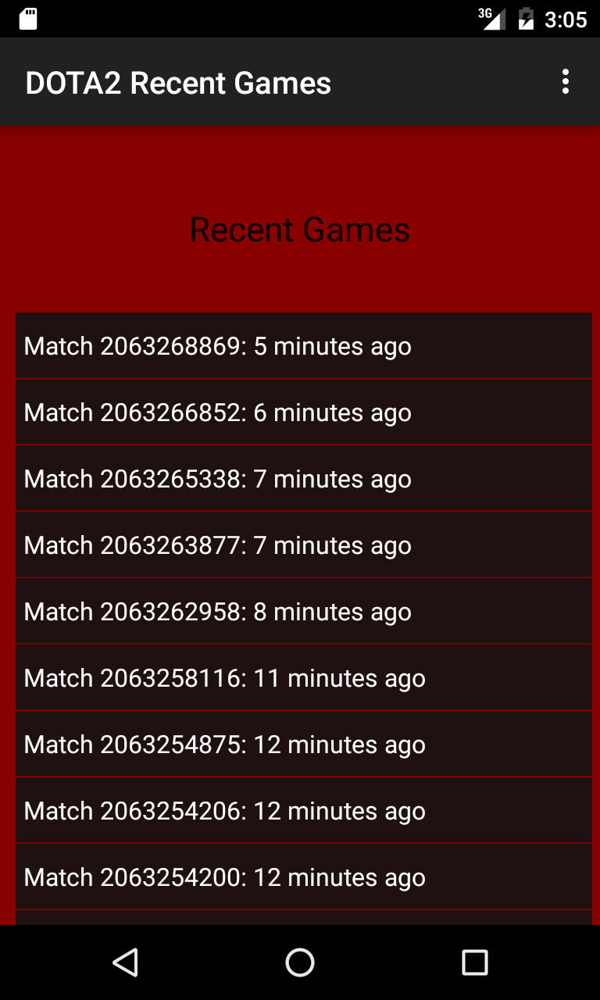 3G 3:05
DOTA2 Recent Games
Recent Games
Match 2063268869: 5 minutes ago
Match 2063266852: 6 minutes ago
Match 2063265338: 7 minutes ago
Match 2063263877: 7 minutes ago
Match 2063262958: 8 minutes ago
Match 2063258116: 11 minutes ago
Match 2063254875: 12 minutes ago
Match 2063254206: 12 minutes ago
Match 2063254200: 12 minutes ago